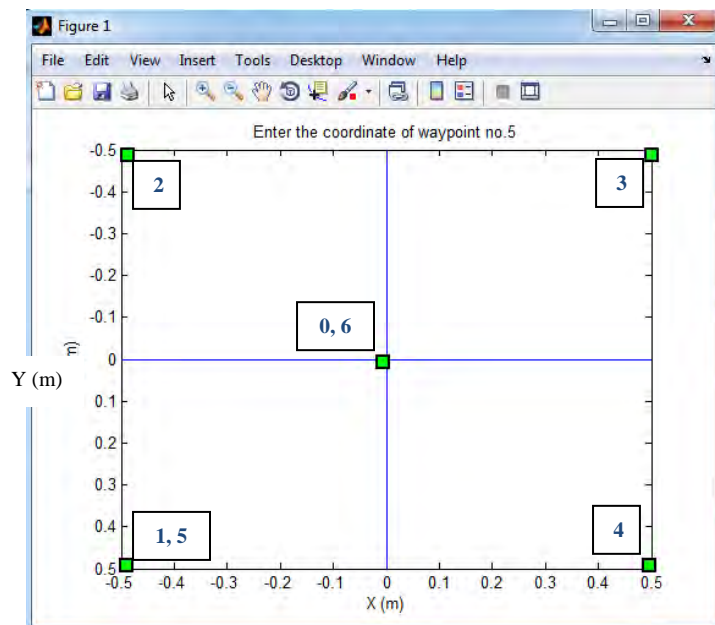 Figure 1
File Edit View Insert Tools Desktop Window Help
Enter the coordinate of waypoint no.5
-0.5
2
3
-0.4
-0.3
-0.2
-0.1
0, 6
0
Y (m)
0.1
0.2
0.3
0.4
1, 5
4
0.5
-0.5 -0.4 -0.3 -0.2 -0.1 0 0.1 0.2 0.3 0.4 0.5
X (m)